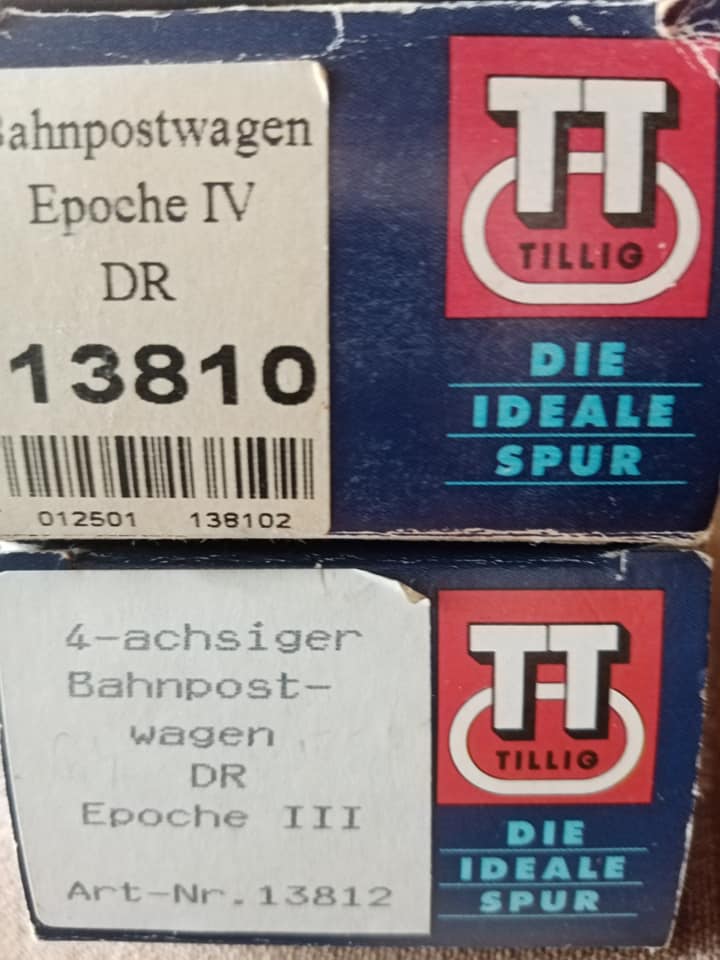 Bahnpostwagen
Epoche IV
DR
13810
012501 138102
TT
TILLIG
DIE
IDEALE
SPUR
4-achsiger
Bahnpost-
wagen
DR
Epoche III
Art-Nr.13812
TT
TILLIG
DIE
IDEALE
SPUR